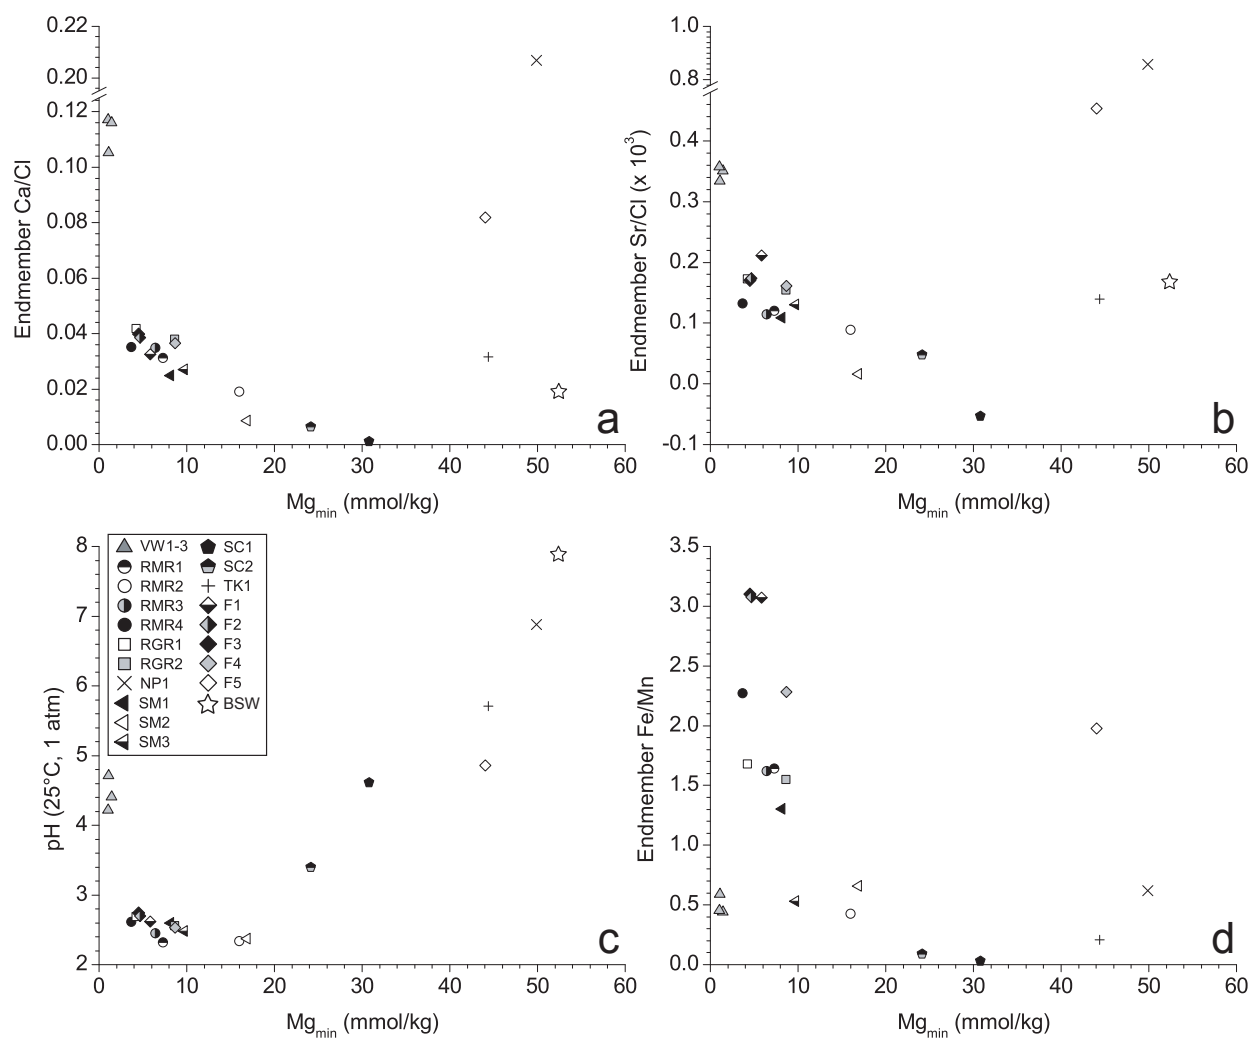 0.22
0.20
0.12
0.10
0.08
0.06
0.04
0.02
0.00
Endmember Ca/Cl
0 10 20 30 40 50 60
Mgmin (mmol/kg)
a
1.0
0.8
0.4
0.3
0.2
0.1
0.0
-0.1
Endmember Sr/Cl (x 10³)
0 10 20 30 40 50 60
Mgmin (mmol/kg)
b
8
7
6
5
4
3
2
pH (25°C, 1 atm)
VW1-3 SC1
RMR1 SC2
RMR2 TK1
RMR3 F1
RMR4 F2
RGR1 F3
RGR2 F4
NP1 F5
SM1 BSW
SM2
SM3
0 10 20 30 40 50 60
Mgmin (mmol/kg)
c
3.5
3.0
2.5
2.0
1.5
1.0
0.5
0.0
Endmember Fe/Mn
0 10 20 30 40 50 60
Mgmin (mmol/kg)
d